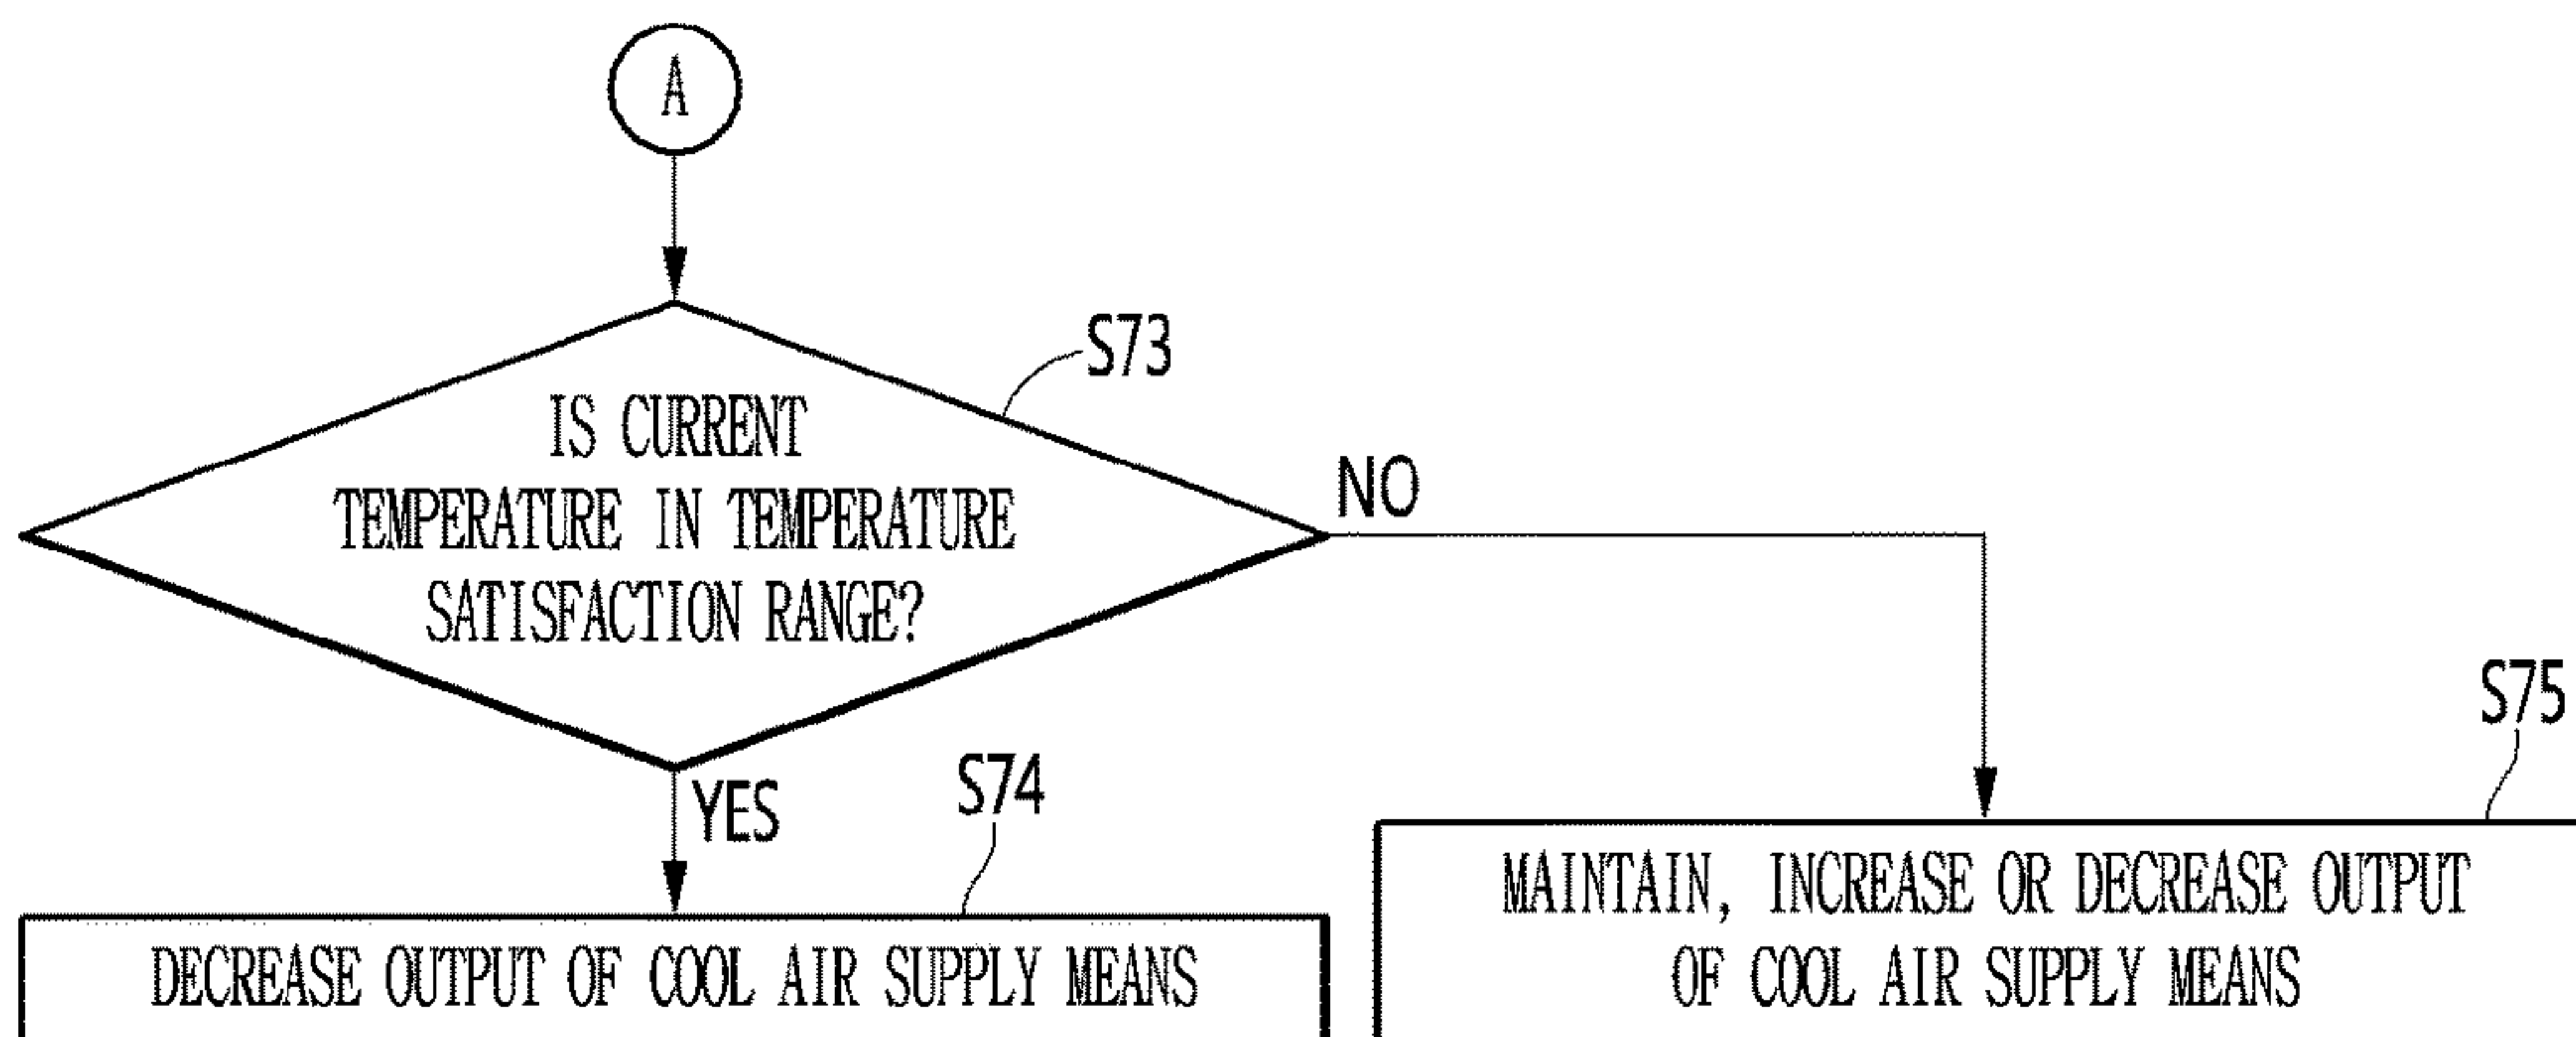 A
S73
IS CURRENT
TEMPERATURE IN TEMPERATURE
SATISFACTION RANGE?
NO
YES
S74
S75
DECREASE OUTPUT OF COOL AIR SUPPLY MEANS
MAINTAIN, INCREASE OR DECREASE OUTPUT
OF COOL AIR SUPPLY MEANS